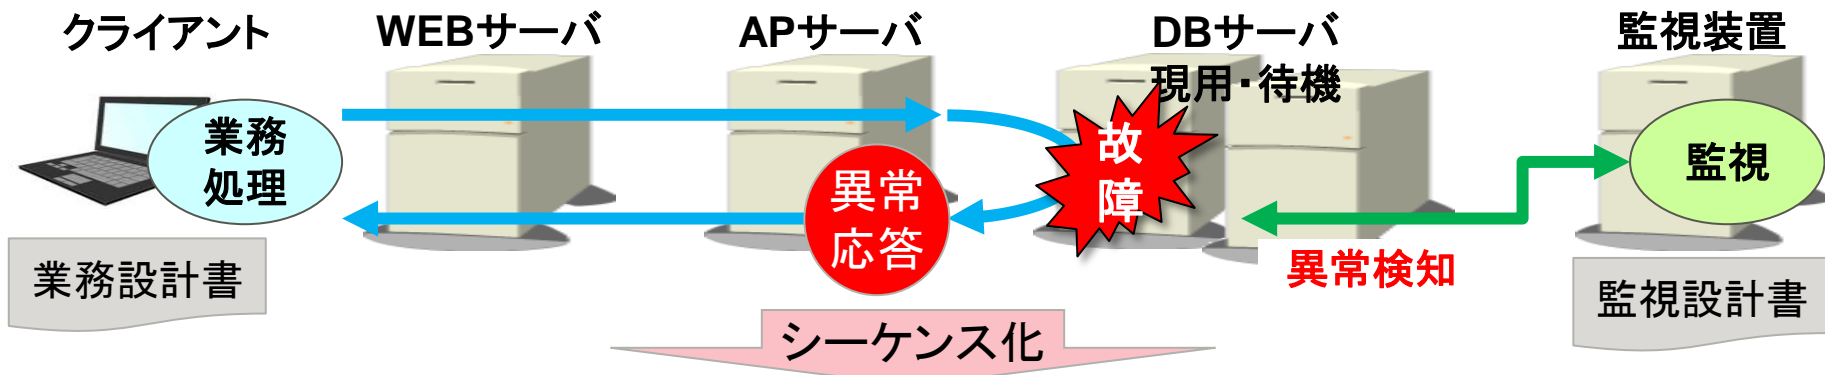 クライアント
WEBサーバ
APサーバ
DBサーバ
現用・待機
監視装置
業務
処理
故
障
異常
応答
監視
異常検知
業務設計書
監視設計書
シーケンス化